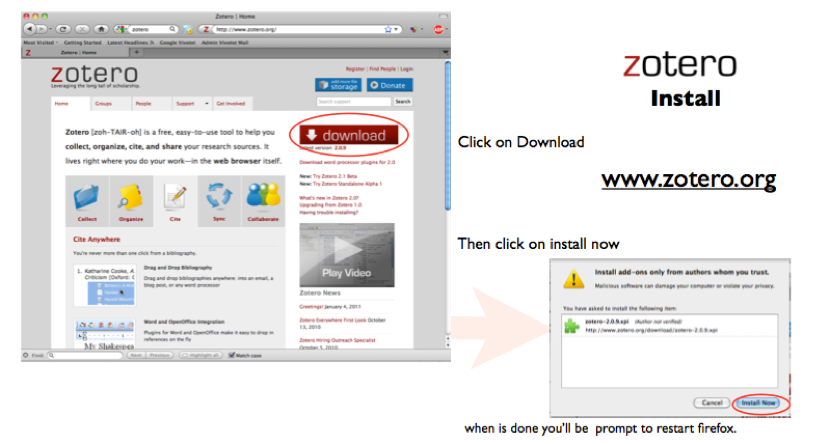 Zotero | Home
zotero
http://www.zotero.org/
Most Visited Getting Started Latest Headlines Google Vivotet Admin Vivotet Mail
Zotero | Home
zotero
Leveraging the long tail of scholarship.
Register | Find People | Login
add more file
storage
Donate
Home Groups People Support Get Involved
Search support Search
Zotero [zoh-TAIR-oh] is a free, easy-to-use tool to help you
collect, organize, cite, and share your research sources. It
lives right where you do your work—in the web browser itself.
download
Latest version: 2.0.9
Download word processor plugins for 2.0
New: Try Zotero 2.1 Beta
New: Try Zotero Standalone Alpha 1
What's new in Zotero 2.0?
Upgrading from Zotero 1.0
Having trouble installing?
Collect Organize Cite Sync Collaborate
Cite Anywhere
You're never more than one click from a bibliography.
1. Katharine Cooke, A
Criticism (Oxford: C
Drag and Drop Bibliography
Drag and drop bibliographies anywhere: into an email, a
blog post, or any word processor
Word and OpenOffice Integration
Plugins for Word and OpenOffice make it easy to drop in
references on the fly
My Shakespea
Play Video
Zotero News
Greetings! January 4, 2011
Zotero Everywhere First Look October
13, 2010
Zotero Hiring Outreach Specialist
October 5, 2010
Find: Next Previous Highlight all Match case
zotero
Install
Click on Download
www.zotero.org
Then click on install now
Install add-ons only from authors whom you trust.
Malicious software can damage your computer or violate your privacy.
You have asked to install the following item:
zotero-2.0.9.xpi (Author not verified)
http://www.zotero.org/download/zotero-2.0.9.xpi
Cancel Install Now
when is done you'll be prompt to restart firefox.